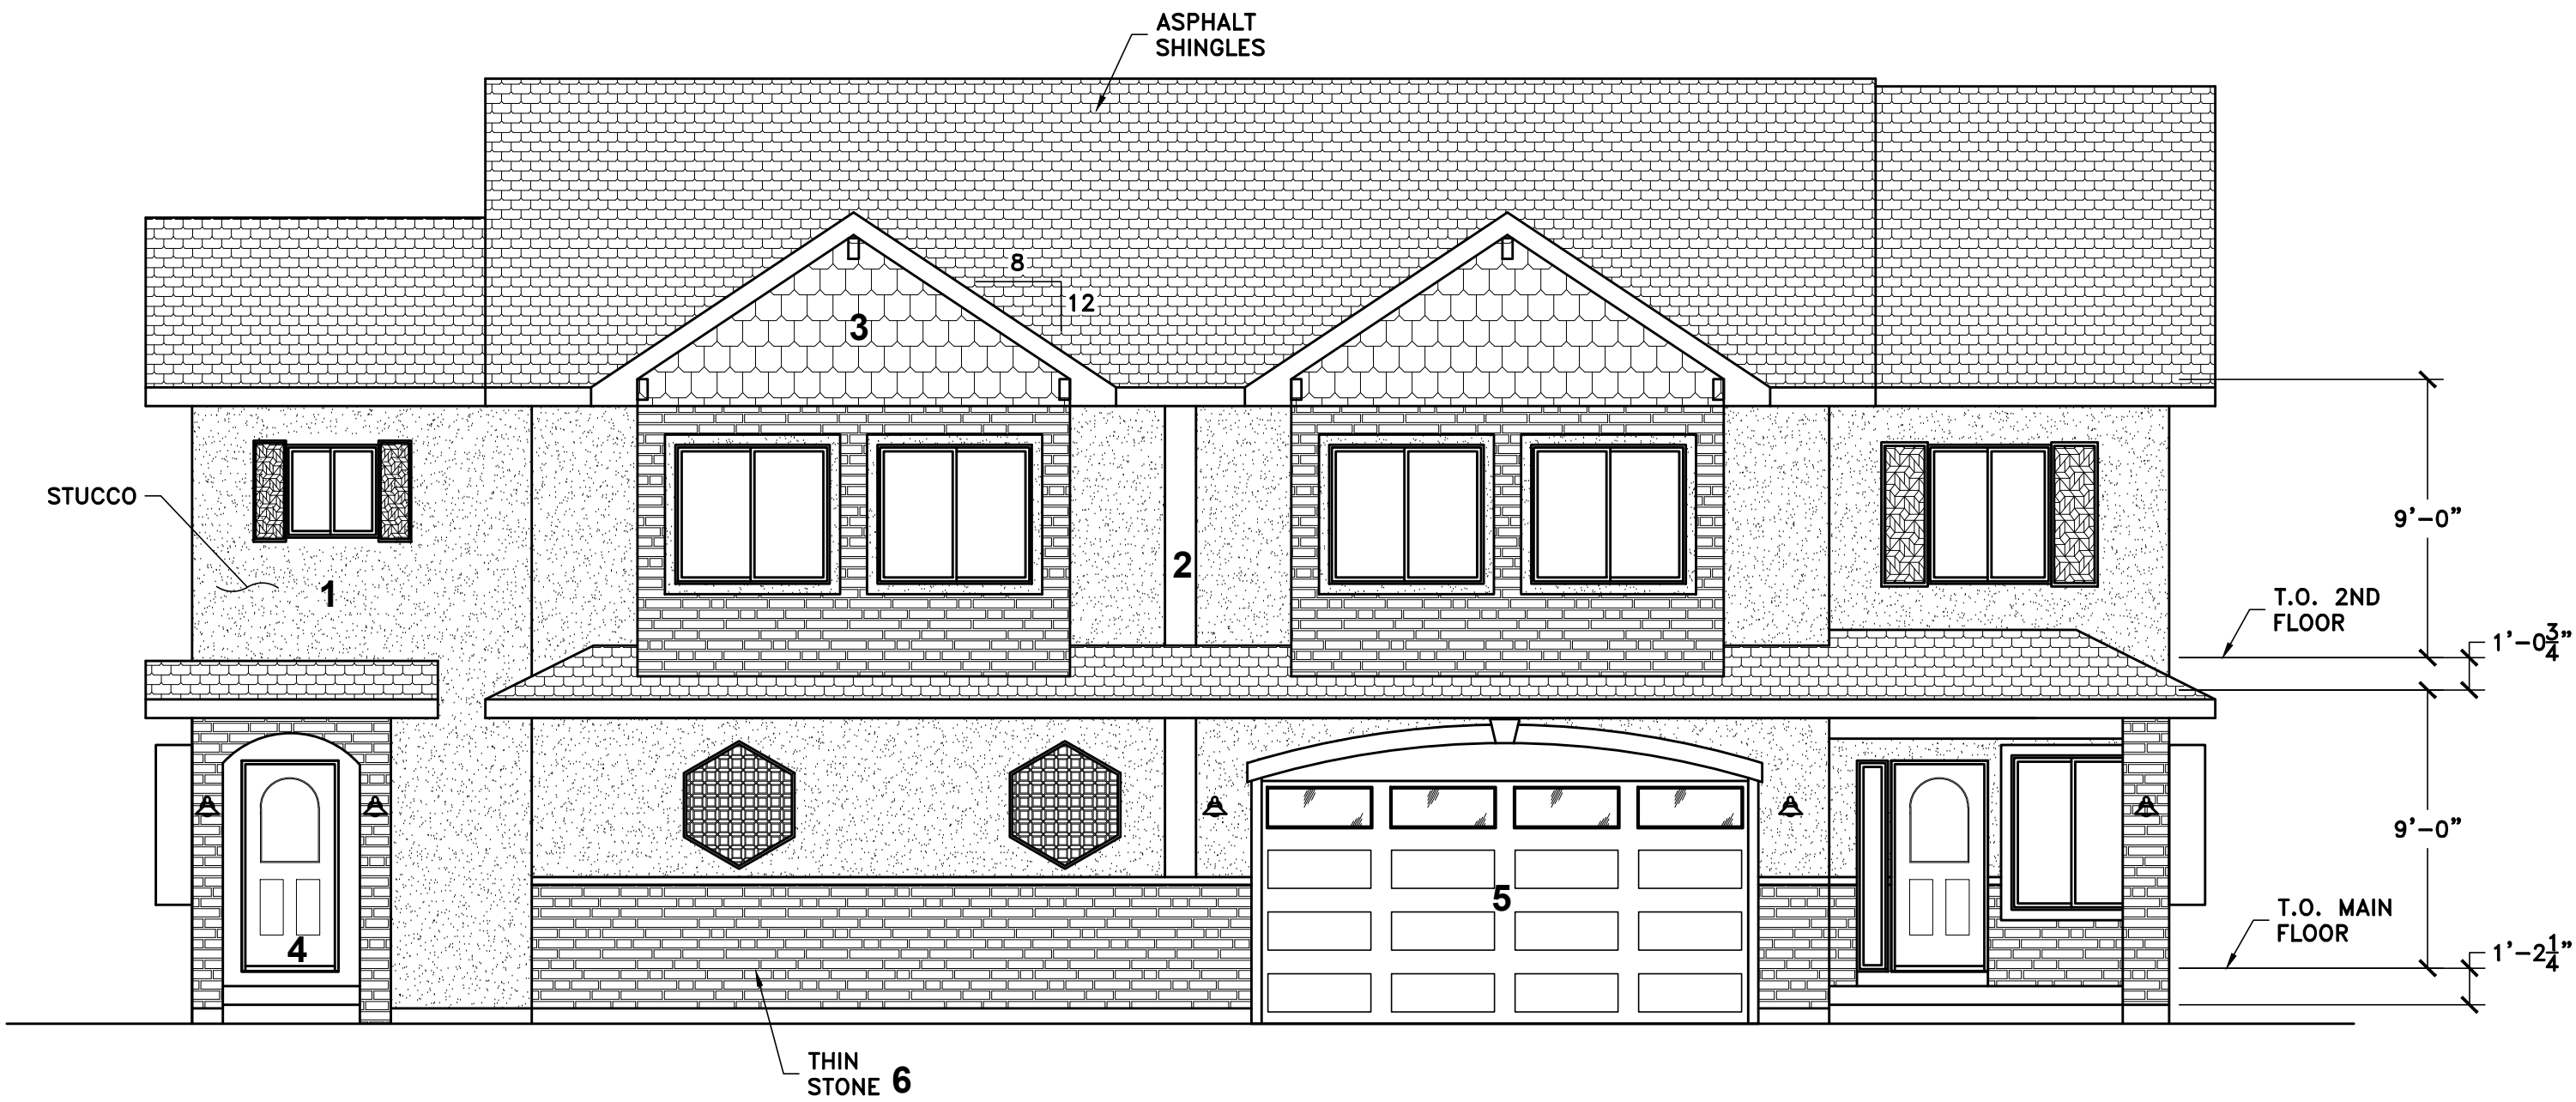 ASPHALT
SHINGLES
8
12
3
STUCCO
1
2
9'-0"
T.O. 2ND
FLOOR
1'-0 3/4"
9'-0"
4
5
T.O. MAIN
FLOOR
1'-2 1/4"
THIN
STONE 6